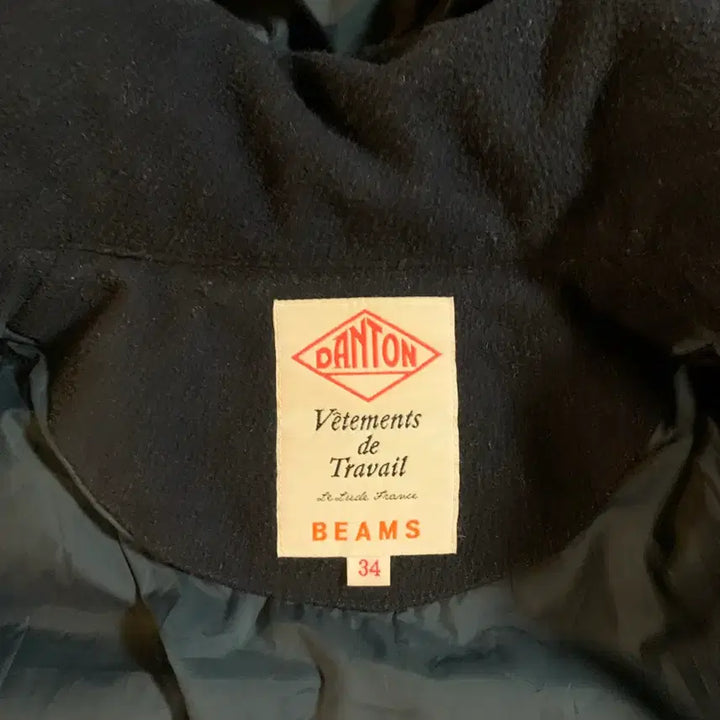 DANTON
Vêtements
de
Travail
Le Lude France
BEAMS
34